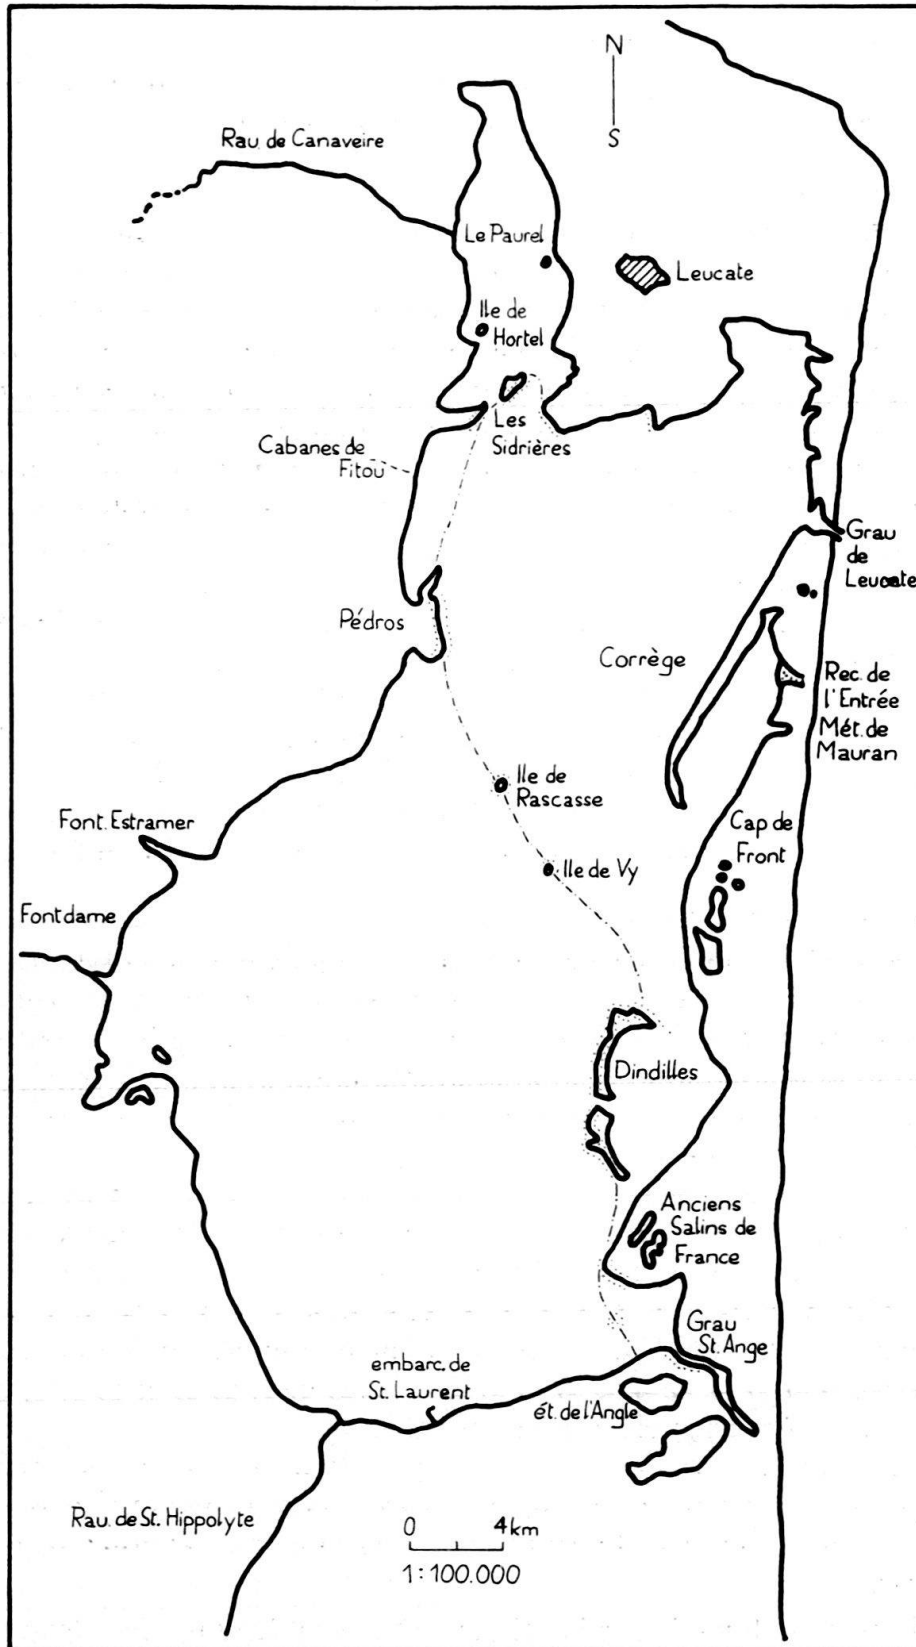 N
S
Rau. de Canaveire
Le Paurel
Leucate
Ile de
Hortel
Les
Sidrières
Cabanes de
Fitou
Grau
de
Leucate
Pédros
Corrège
Rec. de
l'Entrée
Mét. de
Mauran
Ile de
Rascasse
Font. Estramer
Cap de
Front
Ile de Vy
Fontdame
Dindilles
Anciens
Salins de
France
Grau
St. Ange
embarc. de
St. Laurent
ét. de l'Angle
Rau. de St. Hippolyte
0 4 km
1:100.000